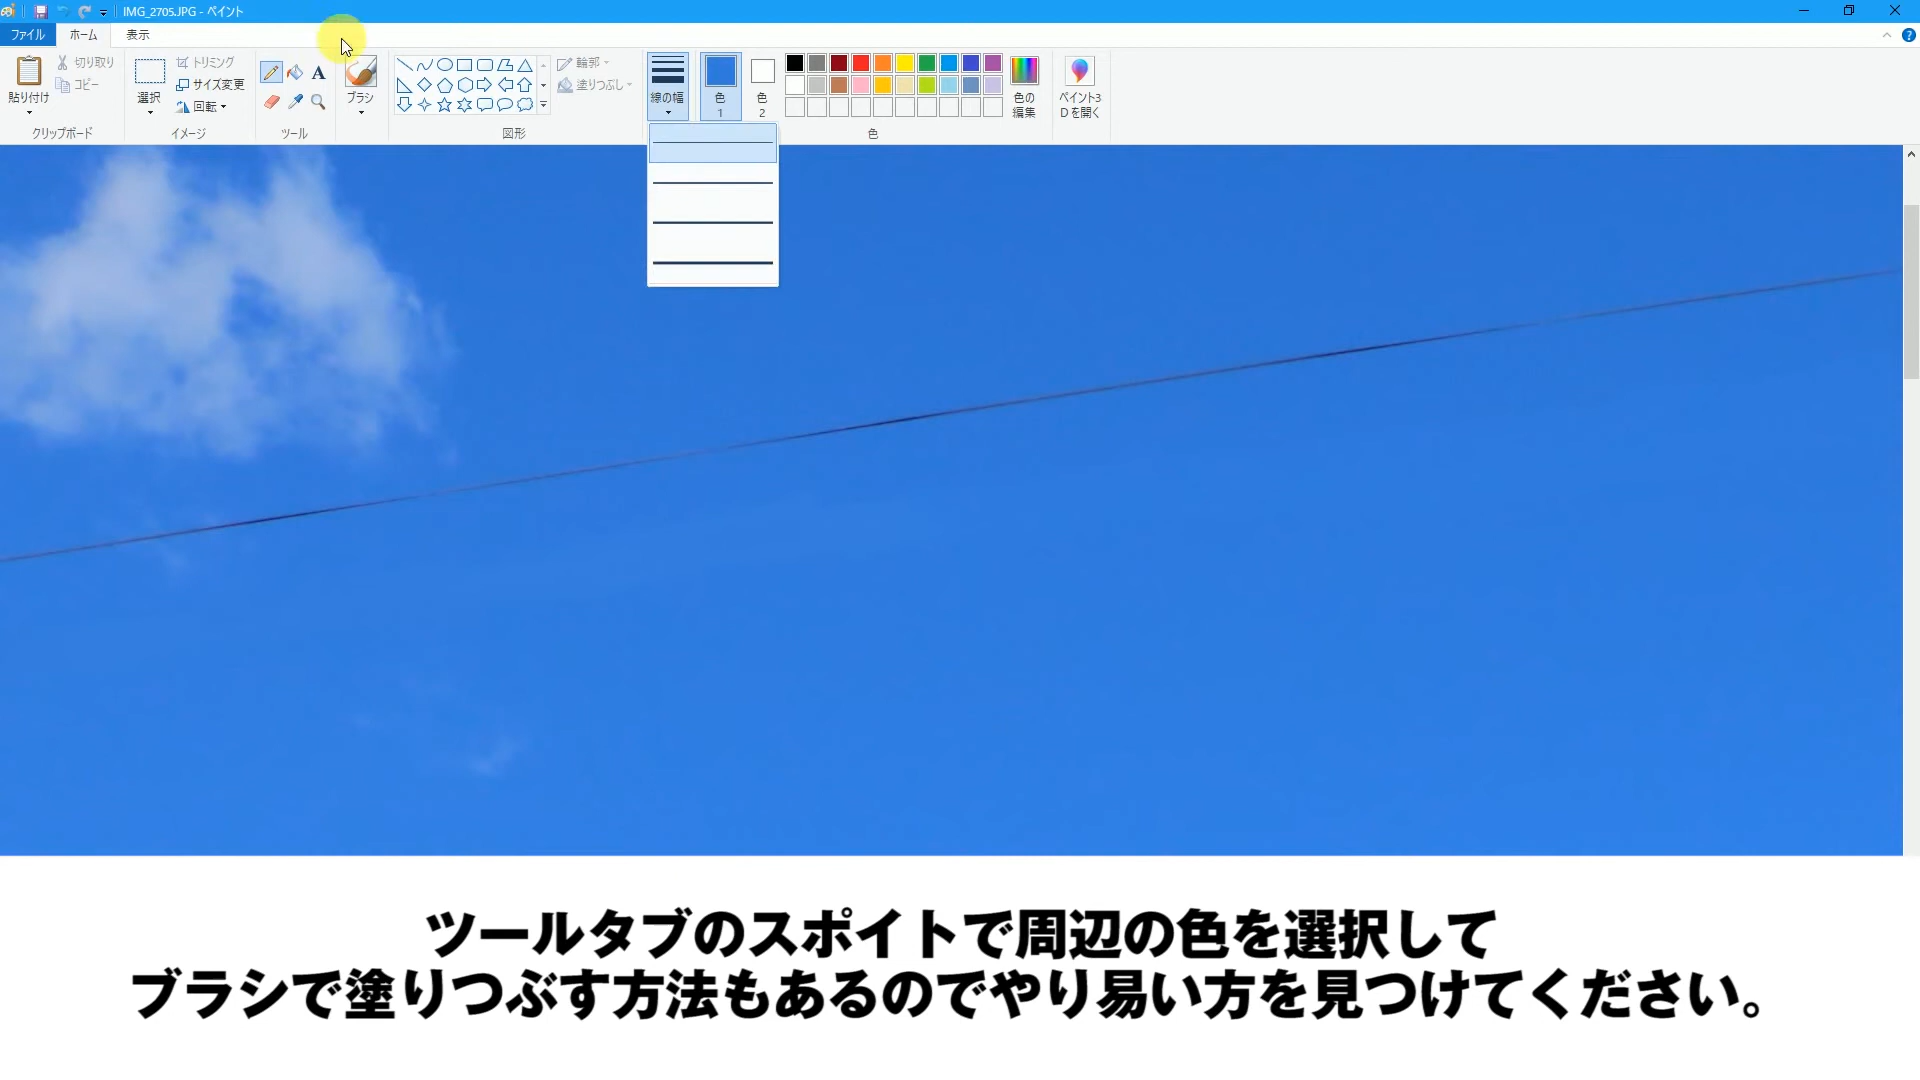 IMG_2705.JPG - ペイント
ファイル ホーム 表示
貼り付け
切り取り
コピー
クリップボード
選択
トリミング
サイズ変更
回転
イメージ
A
ツール
ブラシ
輪郭
塗りつぶし
図形
線の幅
色
1
色
2
色の
編集
色
ペイント3
Dを開く
ツールタブのスポイトで周辺の色を選択して
ブラシで塗りつぶす方法もあるのでやり易い方を見つけてください。